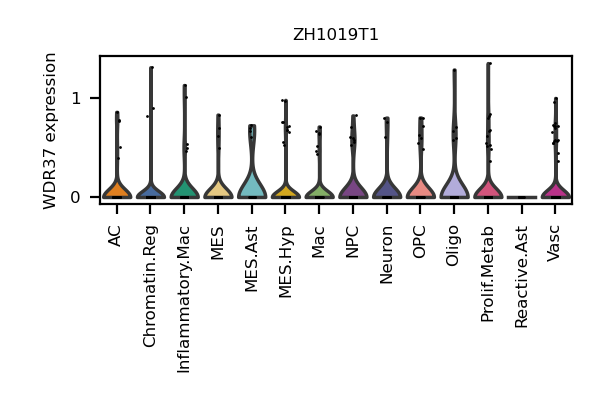 ZH1019T1
WDR37 expression
1
0
AC
Chromatin.Reg
Inflammatory.Mac
MES
MES.Ast
MES.Hyp
Mac
NPC
Neuron
OPC
Oligo
Prolif.Metab
Reactive.Ast
Vasc